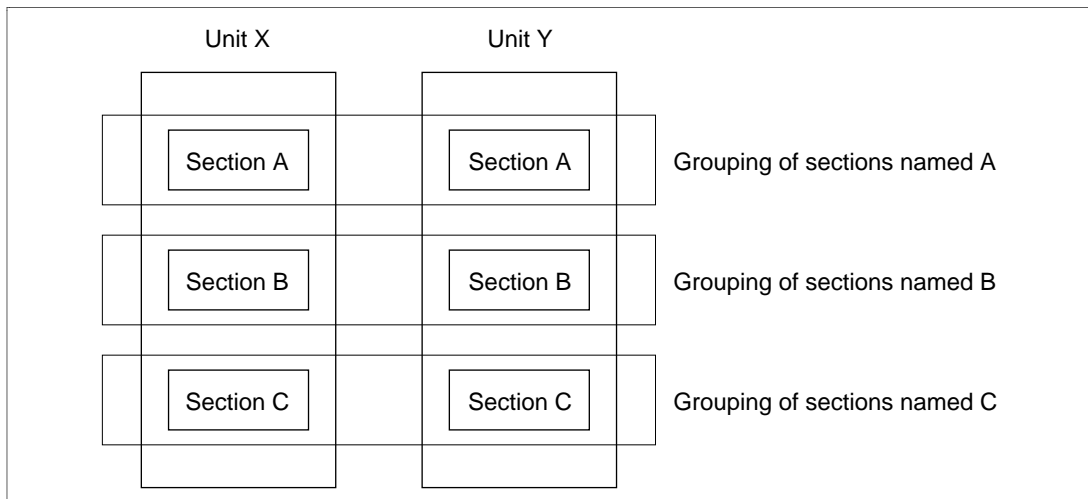 Unit X Unit Y
Section A Section A Grouping of sections named A
Section B Section B Grouping of sections named B
Section C Section C Grouping of sections named C